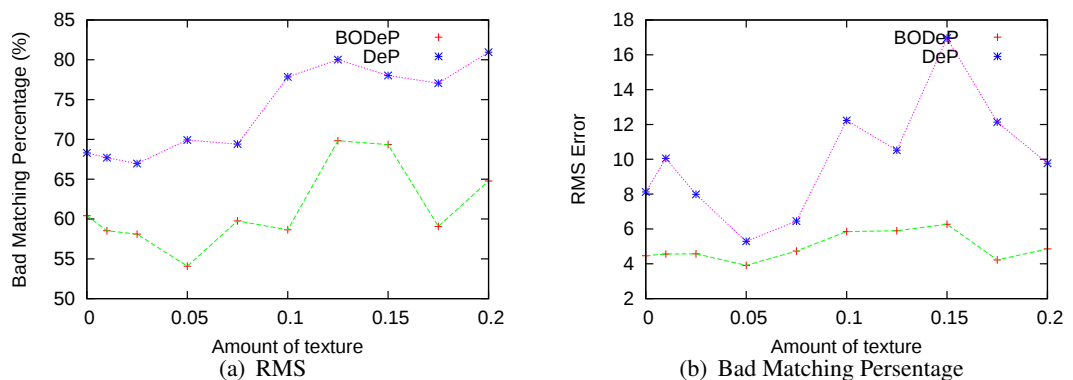 85
80
75
70
65
60
55
50
Bad Matching Percentage (%)
BODeP
DeP
0 0.05 0.1 0.15 0.2
Amount of texture
(a) RMS
18
16
14
12
10
8
6
4
2
RMS Error
BODeP
DeP
0 0.05 0.1 0.15 0.2
Amount of texture
(b) Bad Matching Persentage